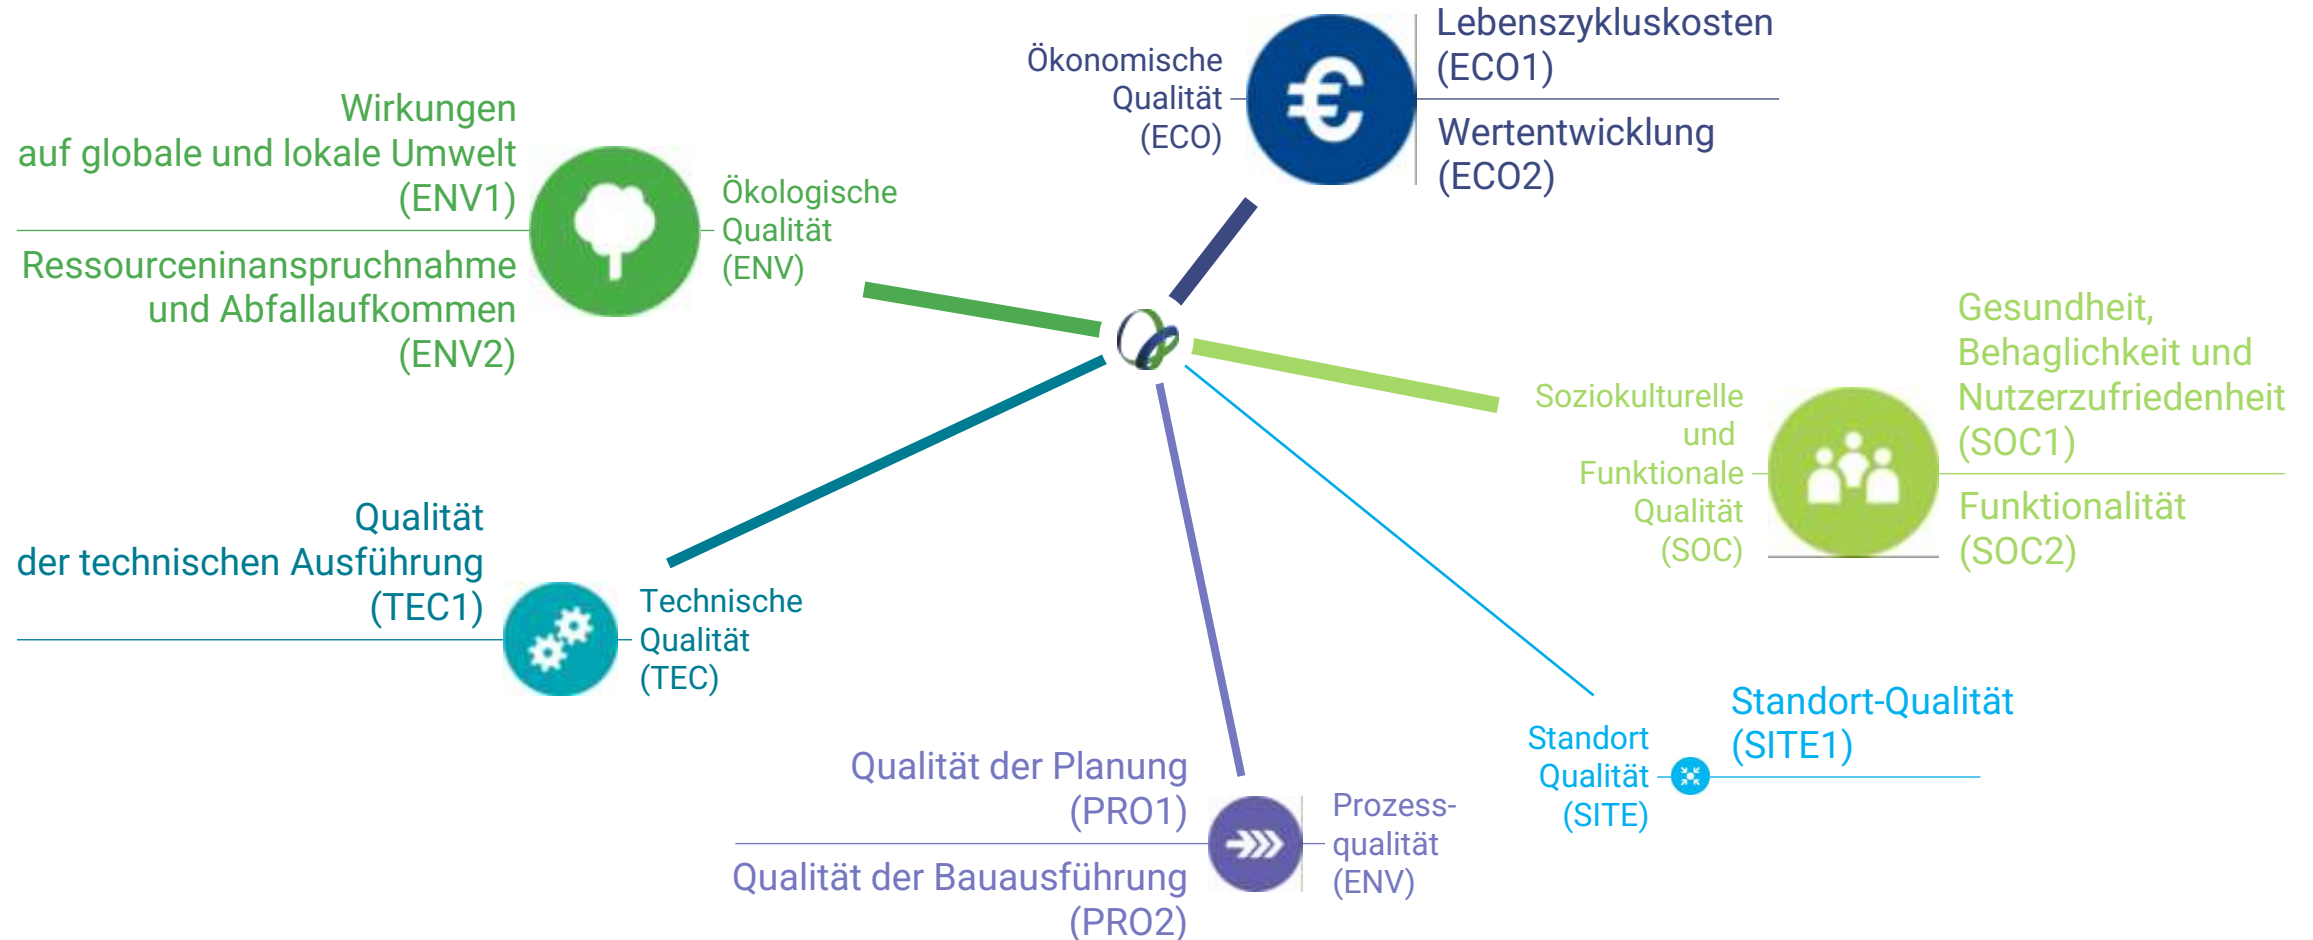 Lebenszykluskosten
(ECO1)
Ökonomische
Qualität
(ECO)
Wertentwicklung
(ECO2)
Wirkungen
auf globale und lokale Umwelt
(ENV1)
Ökologische
Qualität
(ENV)
Ressourceninanspruchnahme
und Abfallaufkommen
(ENV2)
Gesundheit,
Behaglichkeit und
Nutzerzufriedenheit
(SOC1)
Soziokulturelle
und
Funktionale
Qualität
(SOC)
Funktionalität
(SOC2)
Qualität
der technischen Ausführung
(TEC1)
Technische
Qualität
(TEC)
Standort-Qualität
(SITE1)
Standort
Qualität
(SITE)
Qualität der Planung
(PRO1)
Prozess-
qualität
(ENV)
Qualität der Bauausführung
(PRO2)